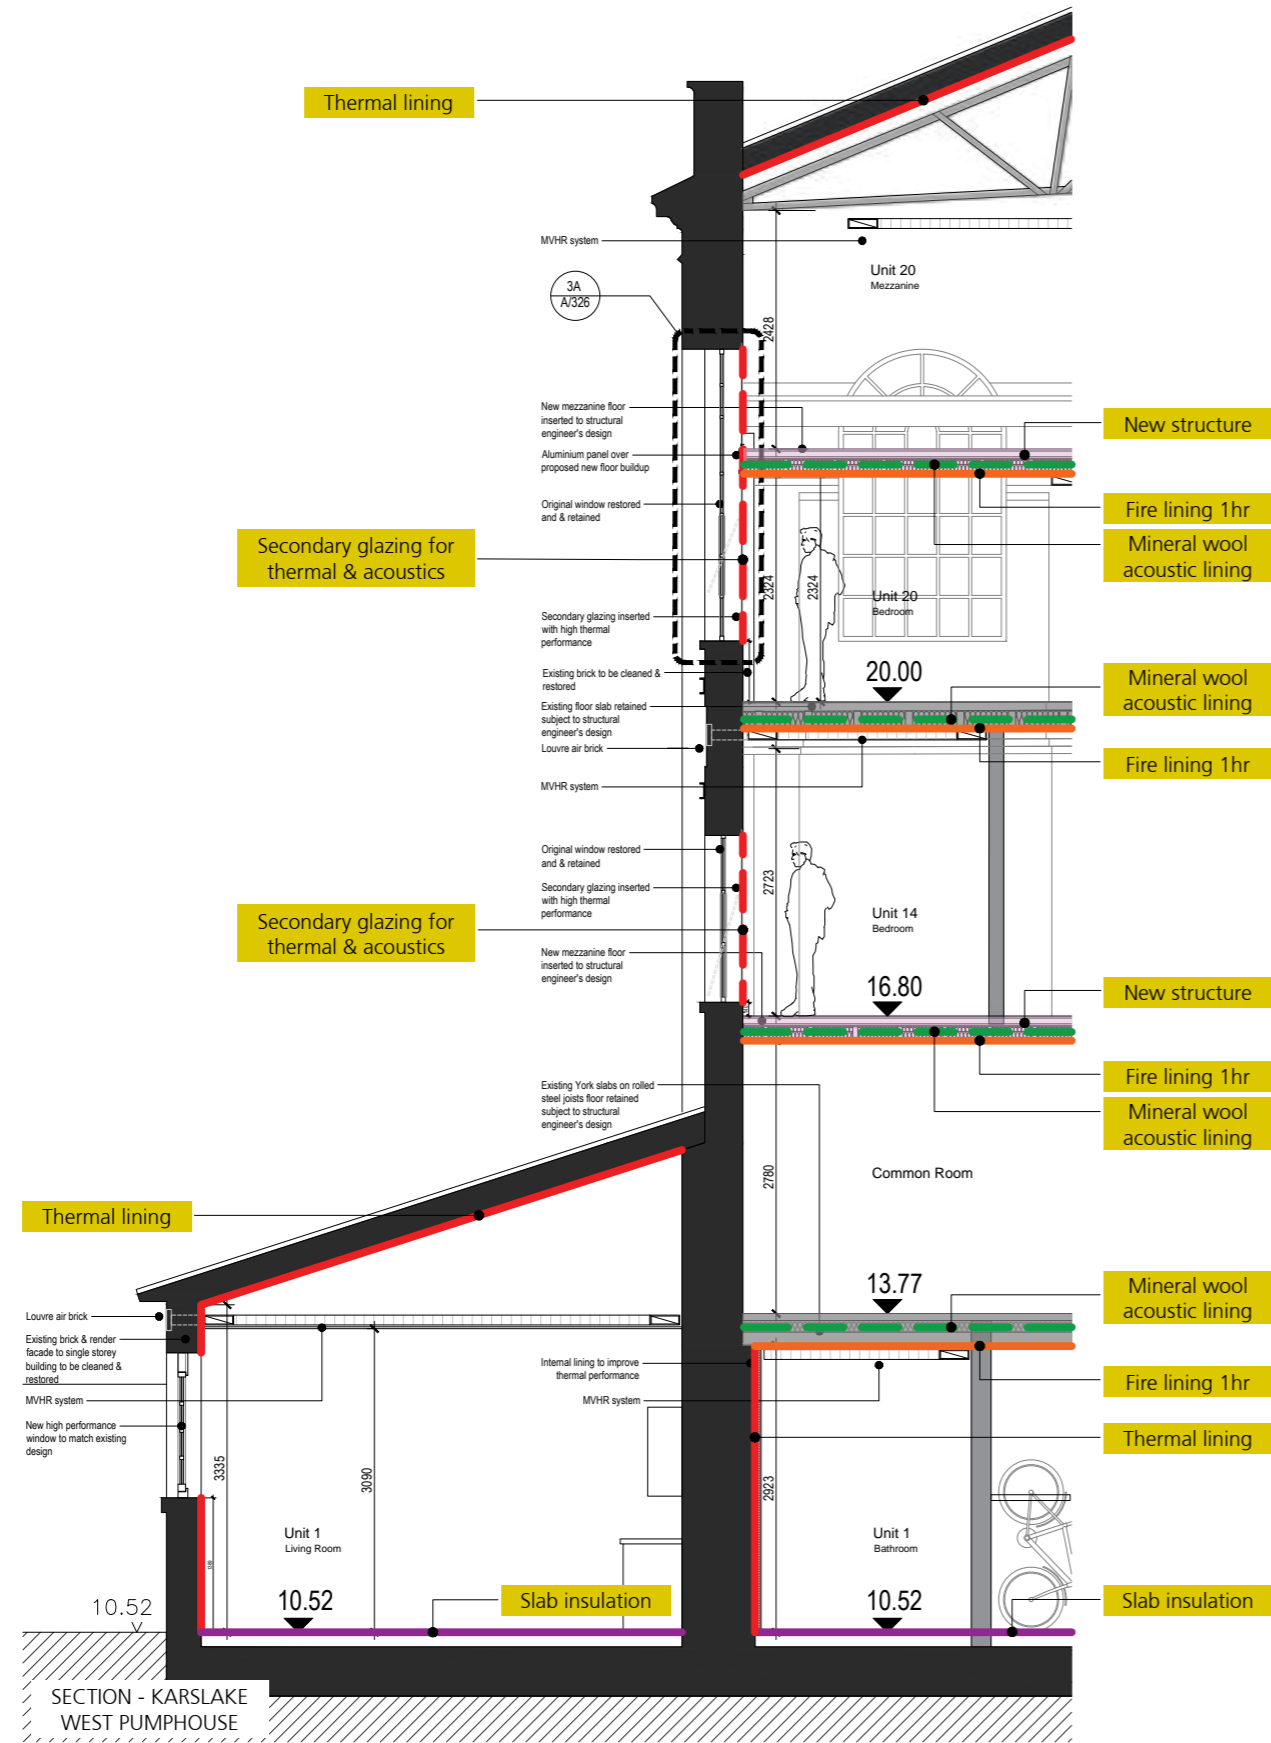 Thermal lining
MVHR system
Unit 20
Mezzanine
3A
A/326
2428
New mezzanine floor
inserted to structural
engineer's design
New structure
Aluminium panel over
proposed new floor buildup
Original window restored
and & retained
Fire lining 1hr
Secondary glazing for
thermal & acoustics
Mineral wool
acoustic lining
2324
2324
Unit 20
Bedroom
Secondary glazing inserted
with high thermal
performance
Existing brick to be cleaned &
restored
20.00
Mineral wool
acoustic lining
Existing floor slab retained
subject to structural
engineer's design
Louvre air brick
Fire lining 1hr
MVHR system
Original window restored
and & retained
2723
Secondary glazing inserted
with high thermal
performance
Unit 14
Bedroom
Secondary glazing for
thermal & acoustics
New mezzanine floor
inserted to structural
engineer's design
16.80
New structure
Fire lining 1hr
Existing York slabs on rolled
steel joists floor retained
subject to structural
engineer's design
Mineral wool
acoustic lining
2780
Common Room
Thermal lining
13.77
Mineral wool
acoustic lining
Louvre air brick
Existing brick & render
facade to single storey
building to be cleaned &
restored
MVHR system
New high performance
window to match existing
design
Internal lining to improve
thermal performance
MVHR system
Fire lining 1hr
Thermal lining
3335
3090
2923
Unit 1
Living Room
Unit 1
Bathroom
10.52
10.52
Slab insulation
10.52
Slab insulation
SECTION - KARSLAKE
WEST PUMPHOUSE